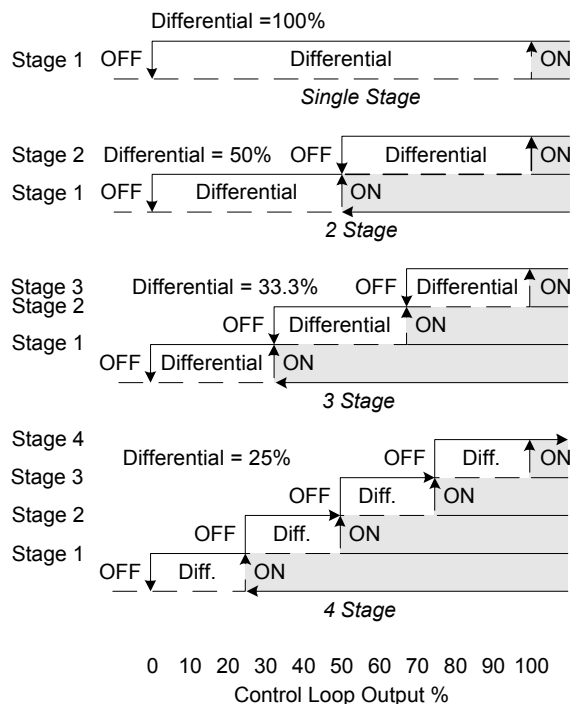 Differential =100%
Stage 1 OFF Differential ON
Single Stage
Stage 2 Differential = 50% OFF Differential ON
Stage 1 OFF Differential ON
2 Stage
Stage 3 Differential = 33.3% OFF Differential ON
Stage 2 OFF Differential ON
Stage 1 OFF Differential ON
3 Stage
Stage 4 Differential = 25% OFF Diff. ON
Stage 3 OFF Diff. ON
Stage 2 OFF Diff. ON
Stage 1 OFF Diff. ON
4 Stage
0 10 20 30 40 50 60 70 80 90 100
Control Loop Output %